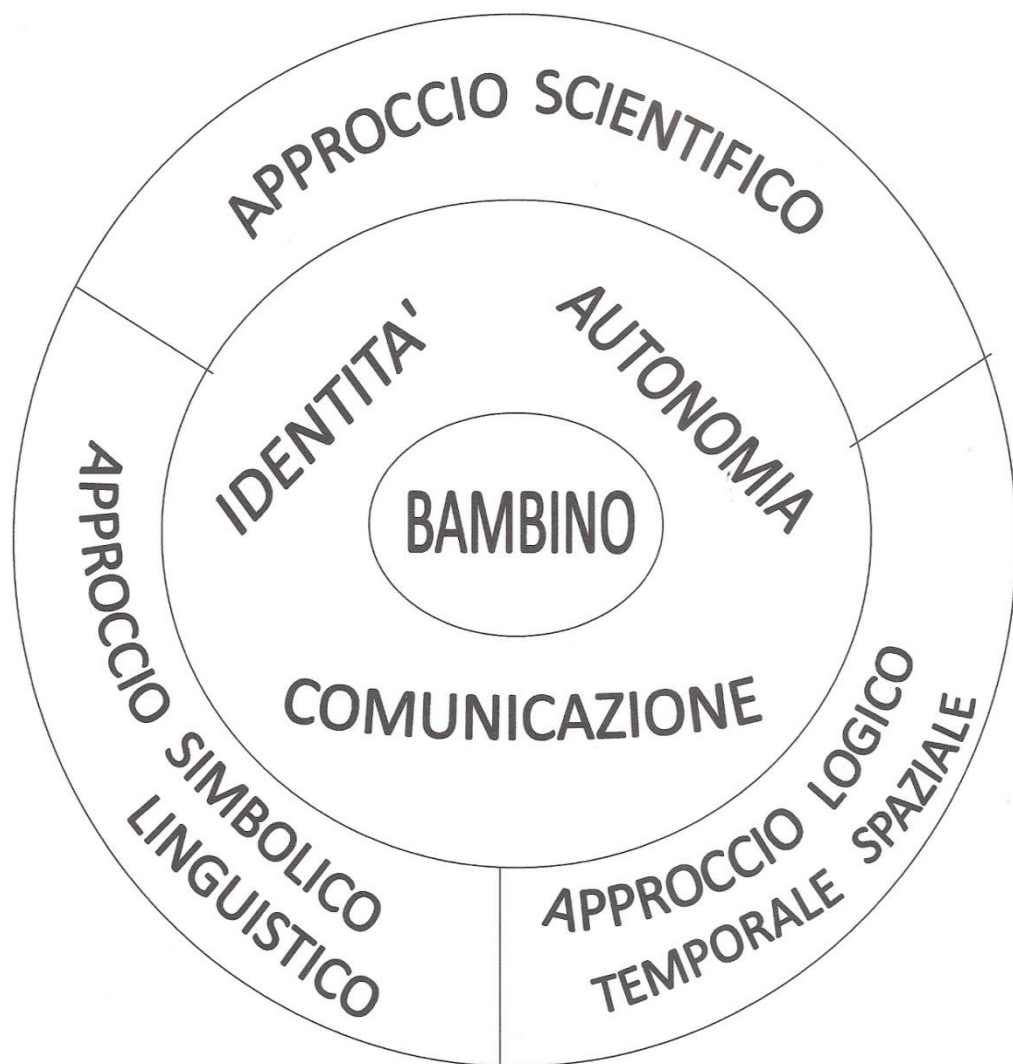 APPROCCIO SCIENTIFICO
IDENTITA'
AUTONOMIA
BAMBINO
COMUNICAZIONE
APPROCCIO SIMBOLICO
LINGUISTICO
APPROCCIO LOGICO
TEMPORALE SPAZIALE